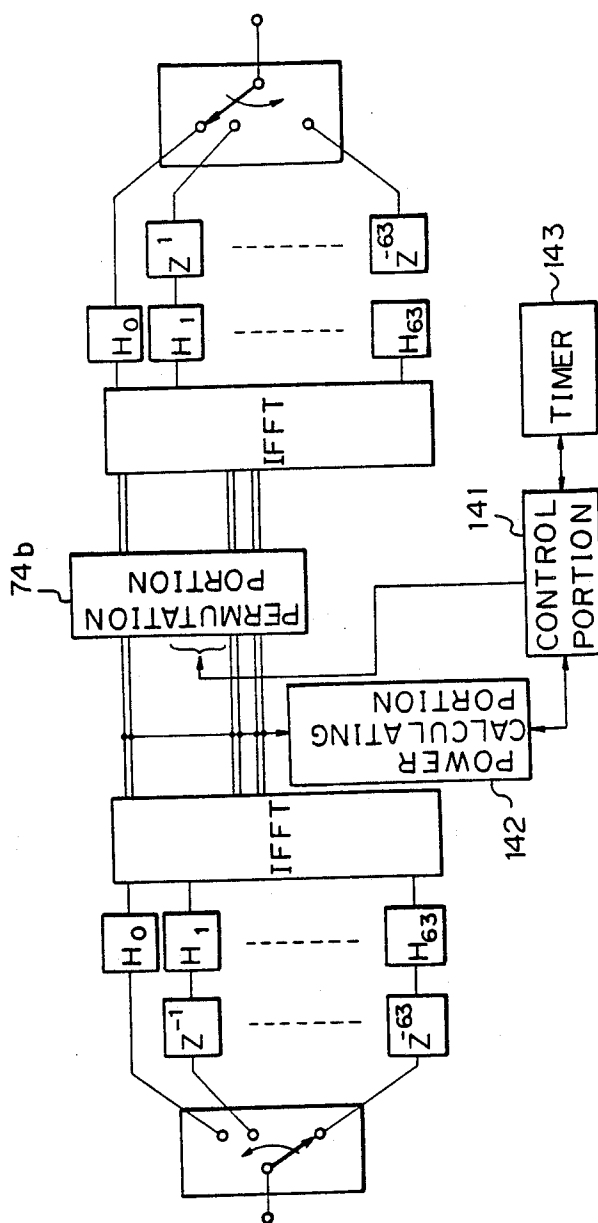 H₀
H₁
H₆₃
Z⁻¹
Z⁻⁶³
IFFT
POWER
CALCULATING
PORTION
142
74b
PERMUTATION
PORTION
IFFT
H₀
H₁
H₆₃
Z¹
Z⁻⁶³
141
CONTROL
PORTION
143
TIMER